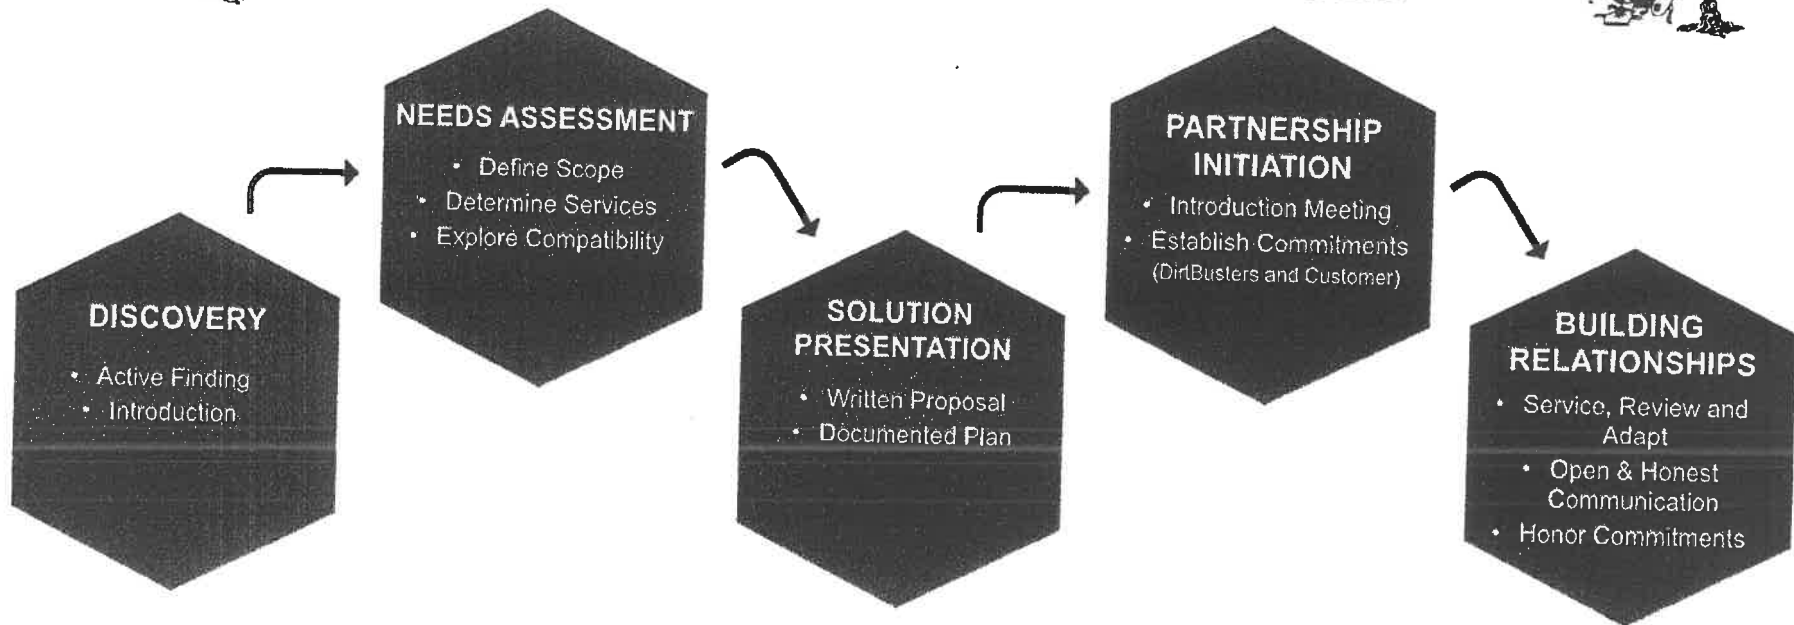 DISCOVERY
• Active Finding
• Introduction
NEEDS ASSESSMENT
• Define Scope
• Determine Services
• Explore Compatibility
SOLUTION
PRESENTATION
• Written Proposal
• Documented Plan
PARTNERSHIP
INITIATION
• Introduction Meeting
• Establish Commitments
(DirtBusters and Customer)
BUILDING
RELATIONSHIPS
• Service, Review and
Adapt
• Open & Honest
Communication
• Honor Commitments